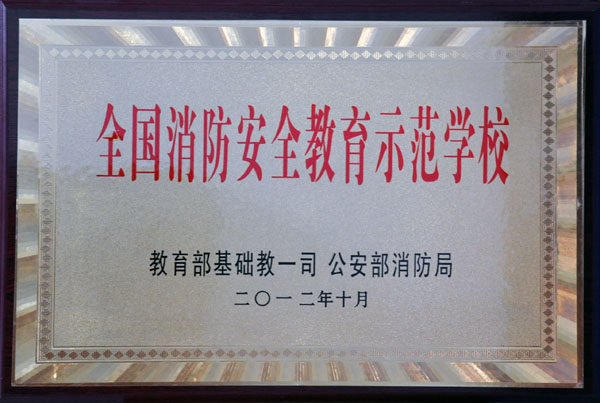 全国消防安全教育示范学校
教育部基础教一司 公安部消防局
二〇一二年十月